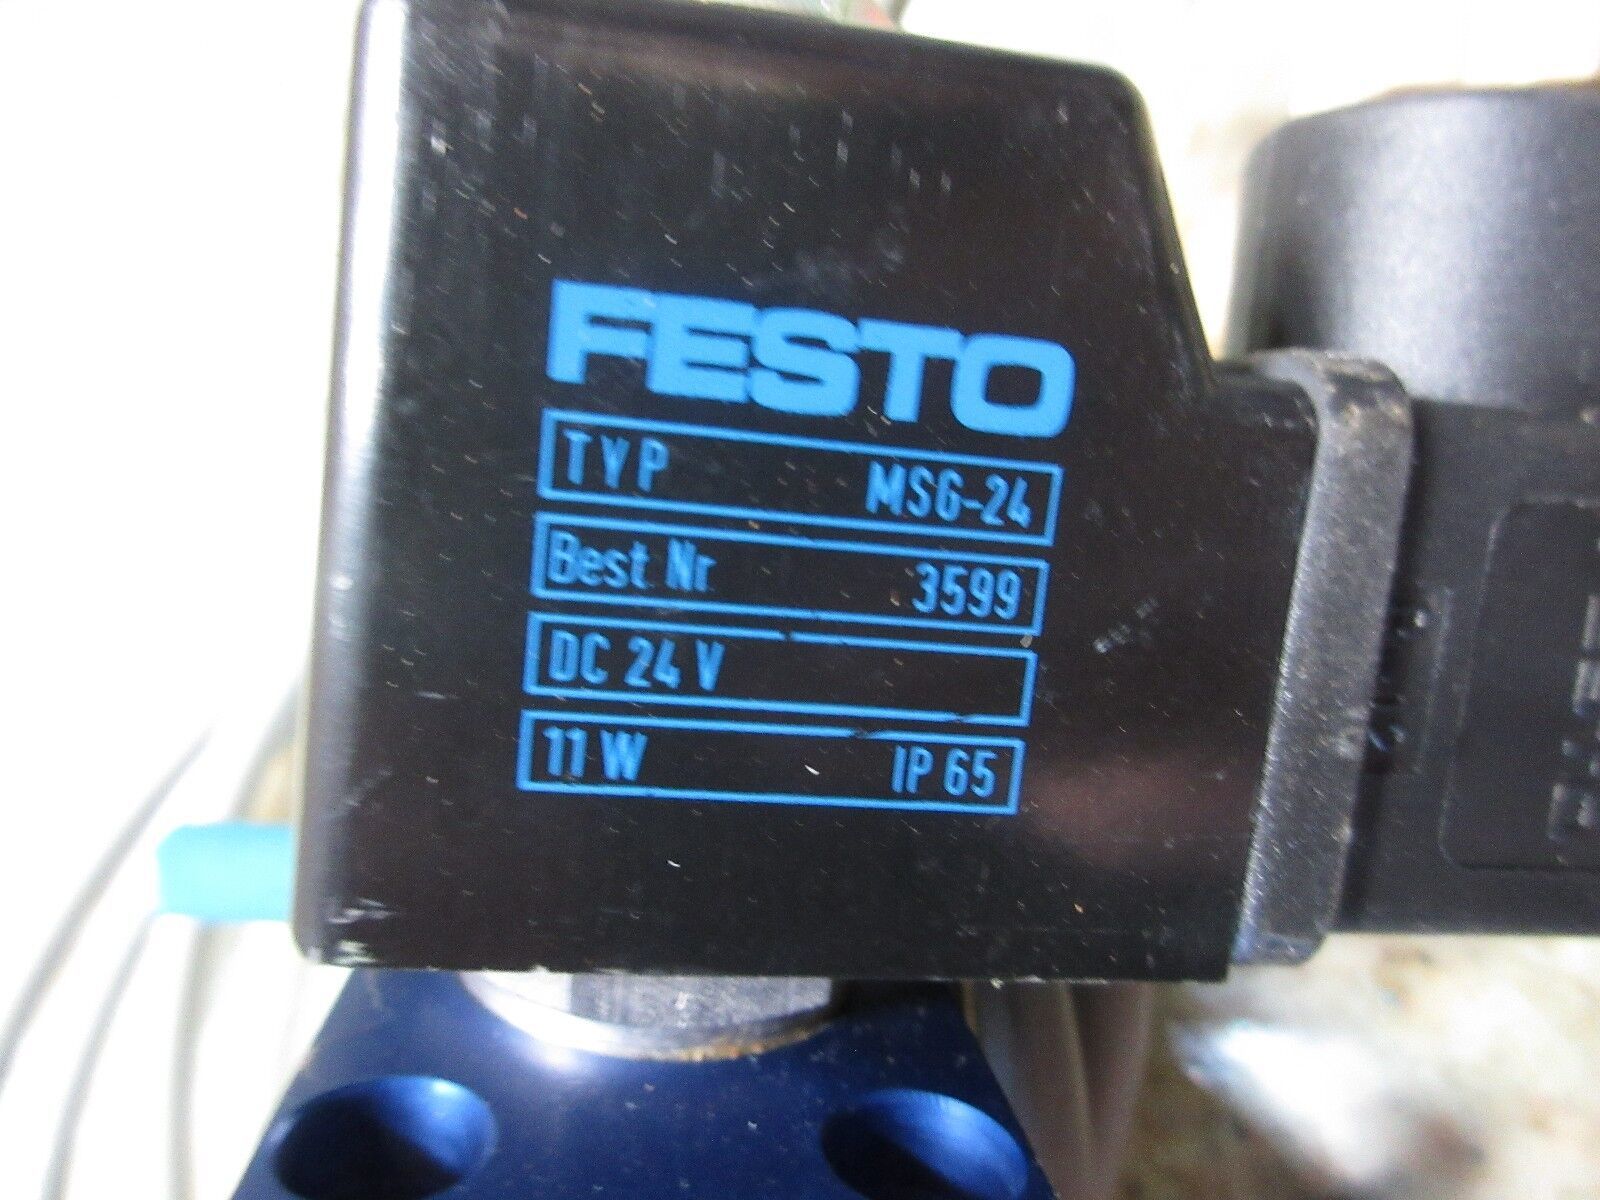 FESTO
TYP MSG-24
Best Nr 3599
DC 24 V
11 W IP 65